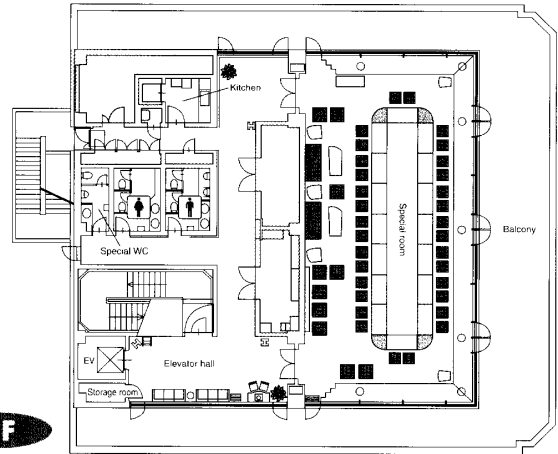 Kitchen
Special room
Balcony
Special WC
EV
Elevator hall
Storage room
F